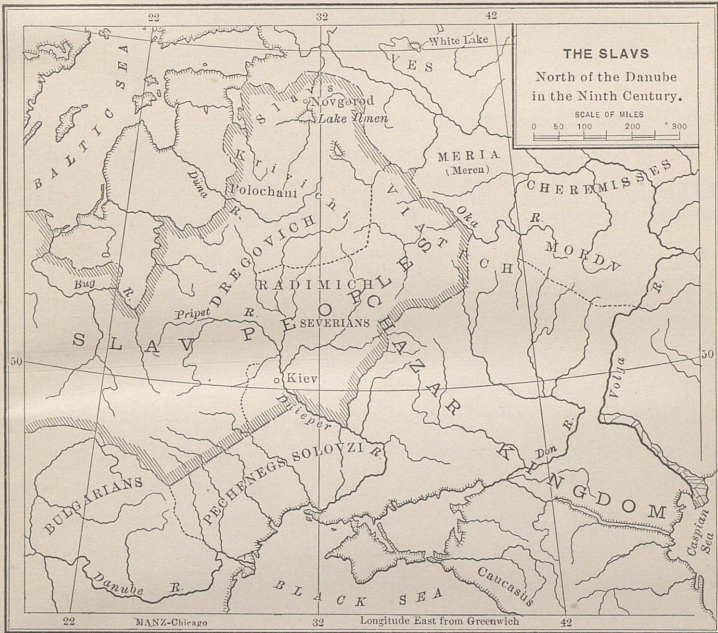 22
32
42
THE SLAVS
North of the Danube
in the Ninth Century.
SCALE OF MILES
0 50 100 200 300
White Lake
VES
BALTIC SEA
Slavs
Novgorod
Lake Ilmen
MERIA
(Meren)
CHEREMISSES
Krivichi
Duna R.
Polochani
VIATICH
Oka R.
MORDV
DREGOVICH
RADIMICH
Bug R.
Pripet R.
SEVERIANS
SLAV PEOPLES
50
50
Kiev
Dnieper R.
CHAZAR KINGDOM
Volga R.
Don R.
PECHENEGS
SOLOVZI
BULGARIANS
Danube R.
BLACK SEA
Caucasus
Caspian
Sea
22
MANZ-Chicago
32
Longitude East from Greenwich
42